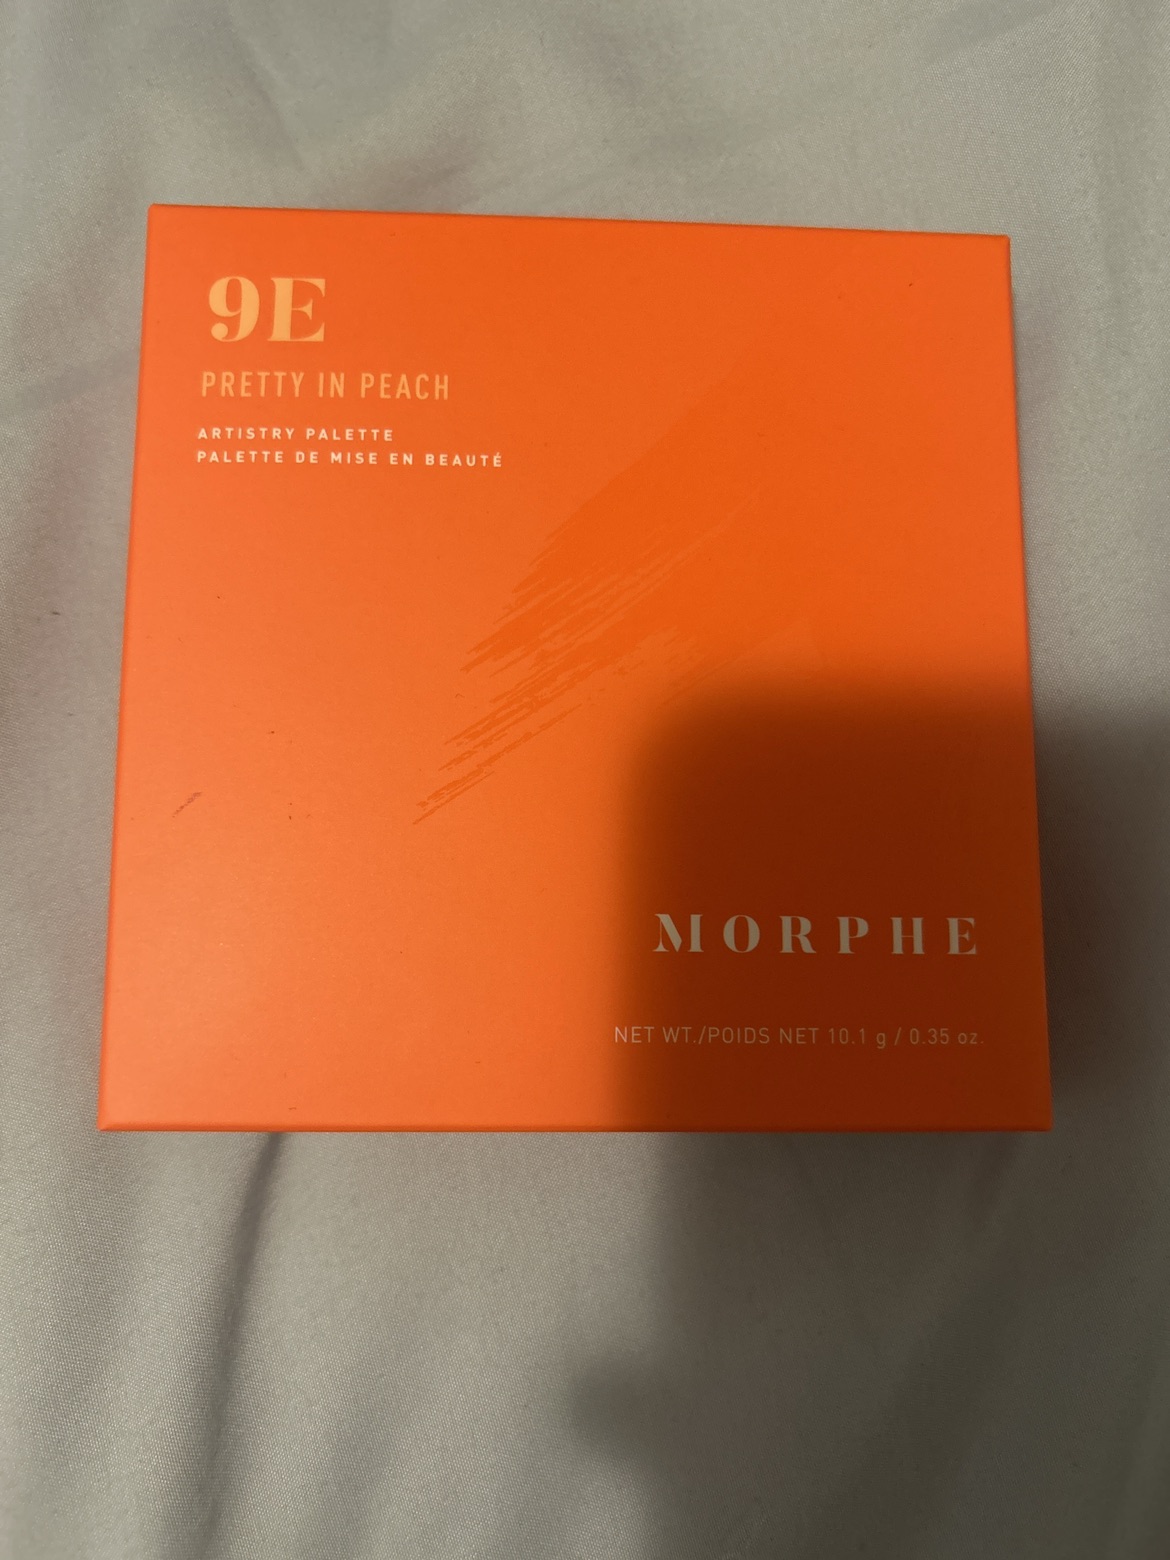 9E
PRETTY IN PEACH
ARTISTRY PALETTE
PALETTE DE MISE EN BEAUTÉ
MORPHE
NET WT./POIDS NET 10.1 g / 0.35 oz.